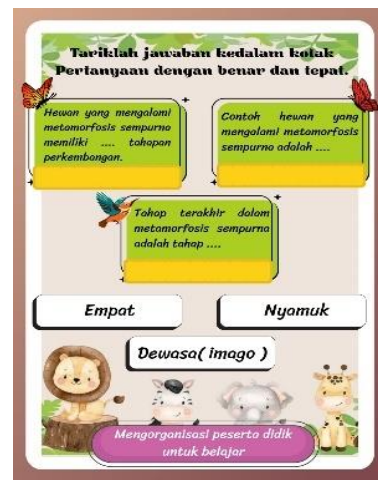 Tariklah jawaban kedalam kotak
Pertanyaan dengan benar dan tepat.
Hewan yang mengalami
metamorfosis sempurna
memiliki .... tahapan
perkembangan.
Contoh hewan yang
mengalami metamorfosis
sempurna adalah ....
Tahap terakhir dalam
metamorfosis sempurna
adalah tahap ....
Empat
Nyamuk
Dewasa( imago )
Mengorganisasi peserta didik
untuk belajar